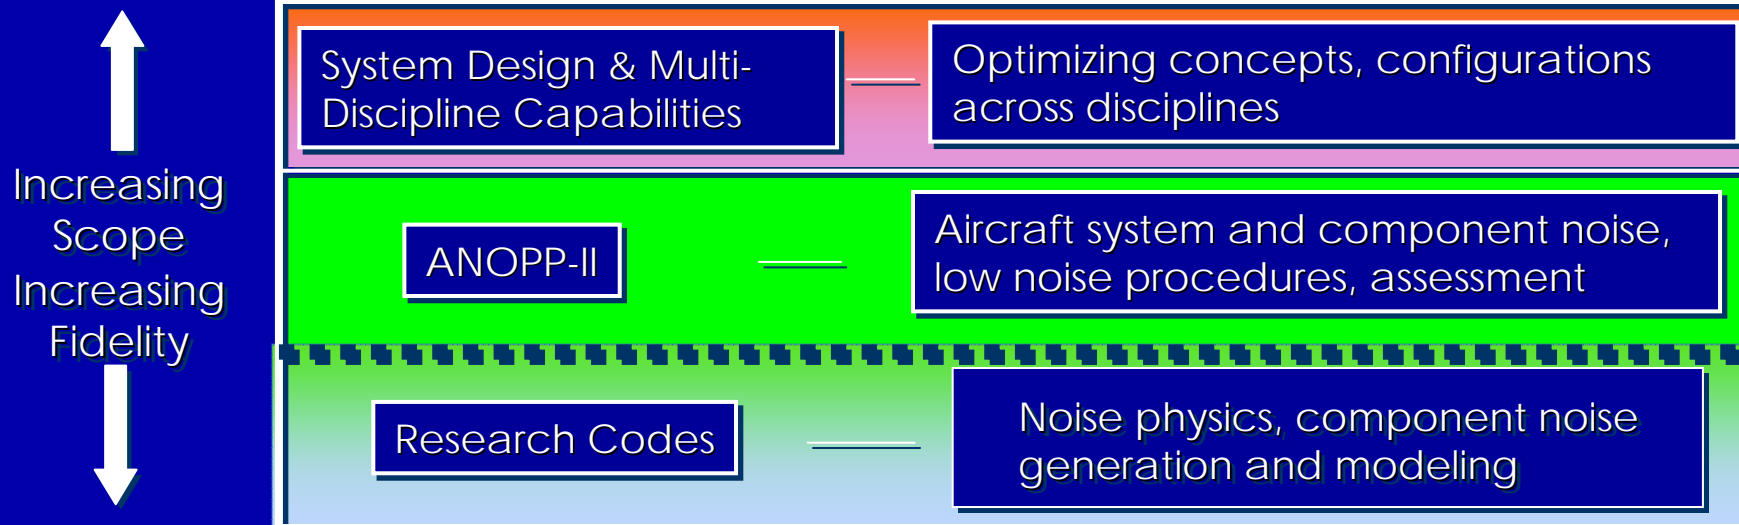 Increasing
Scope
Increasing
Fidelity
System Design & Multi-
Discipline Capabilities
Optimizing concepts, configurations
across disciplines
ANOPP-II
Aircraft system and component noise,
low noise procedures, assessment
Research Codes
Noise physics, component noise
generation and modeling